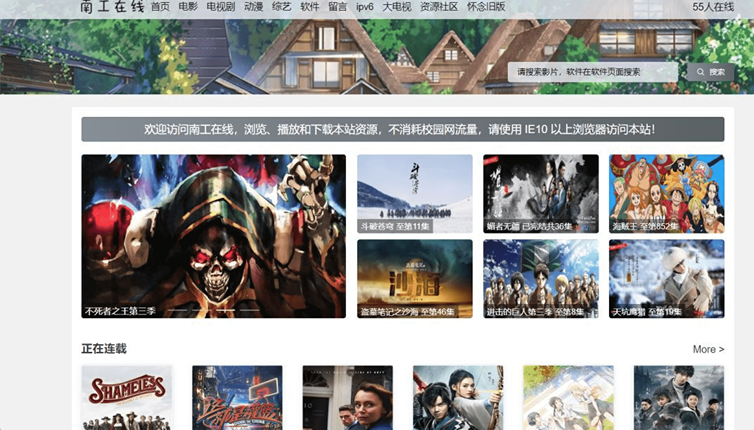 南工在线 首页 电影 电视剧 动漫 综艺 软件 留言 ipv6 大电视 资源社区 怀念旧版 55人在线
请搜索影片，软件在软件页面搜索 搜索
欢迎访问南工在线，浏览、播放和下载本站资源，不消耗校园网流量，请使用 IE10 以上浏览器访问本站！
斗破苍穹
斗破苍穹 至第11集
媚者无疆 已完结共36集
海贼王 至第852集
沙海
不死者之王第三季
盗墓笔记之沙海 至第46集
进击的巨人第三季 至第8集
天坑鹰猎 至第19集
正在连载 More >
SHAMELESS